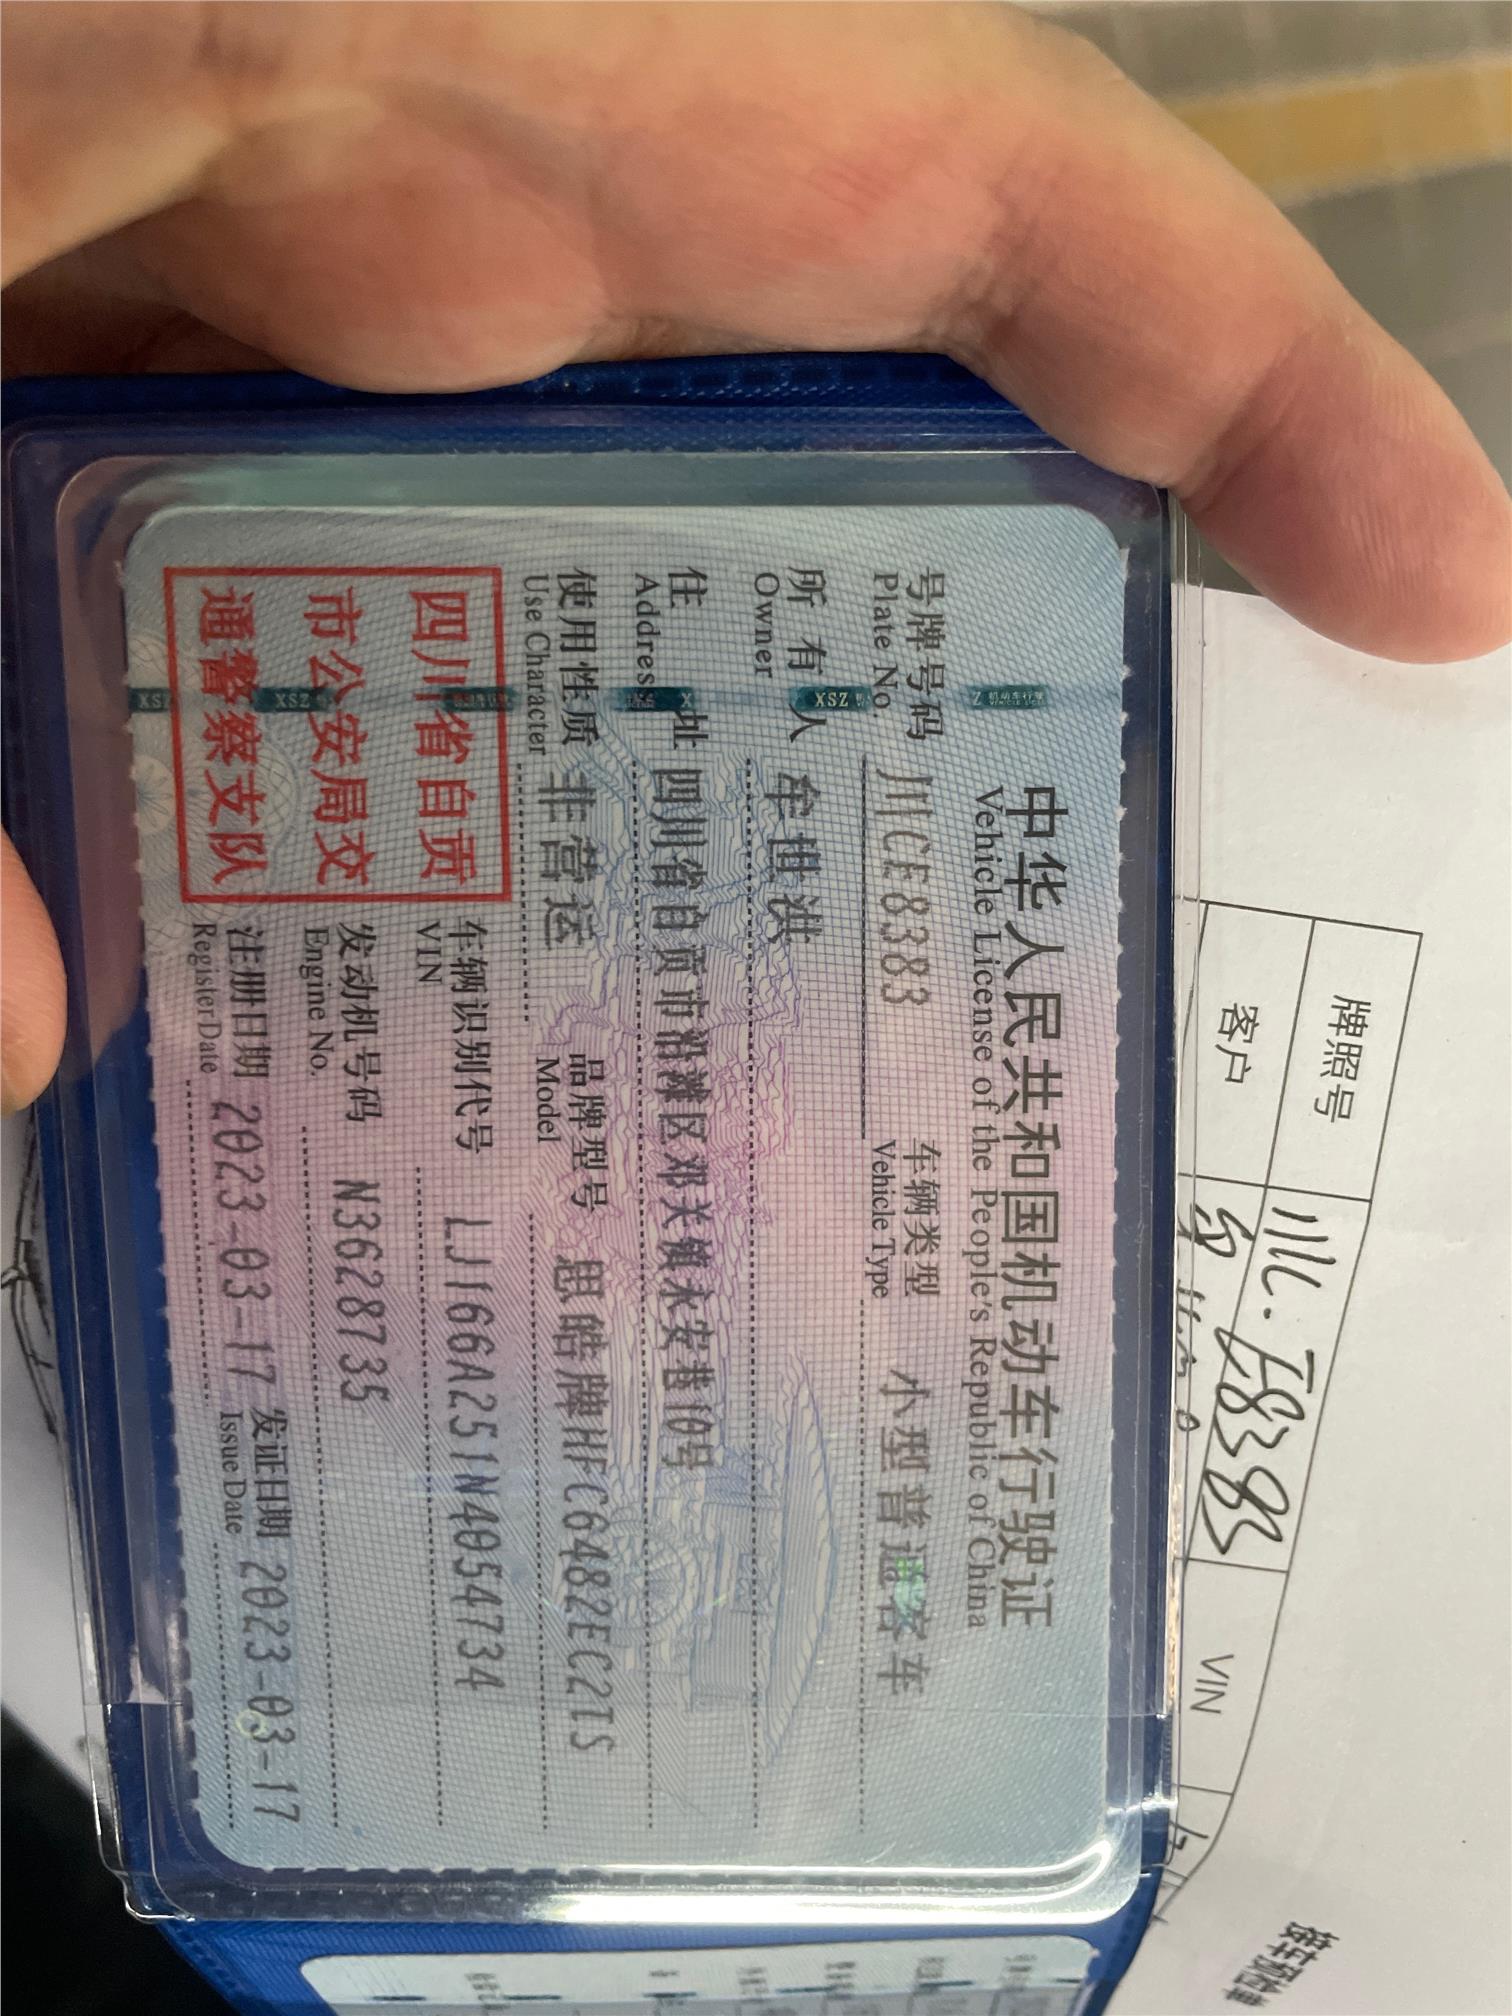 中华人民共和国机动车行驶证
Vehicle License of the People's Republic of China
号牌号码 川CE8383 车辆类型 小型普通客车
Plate No. Vehicle Type
所有人 牟世洪
Owner
住址 四川省自贡市沿滩区邓关镇永安巷10号
Address
使用性质 非营运 品牌型号 思皓牌HFC6482EC2TS
Use Character Model
四川省自贡
市公安局交
通警察支队
车辆识别代号 LJ166A251N4054734
VIN
发动机号码 N3628735
Engine No.
注册日期 2023-03-17 发证日期 2023-03-17
Register Date Issue Date
牌照号 川·E8383
客户
VIN